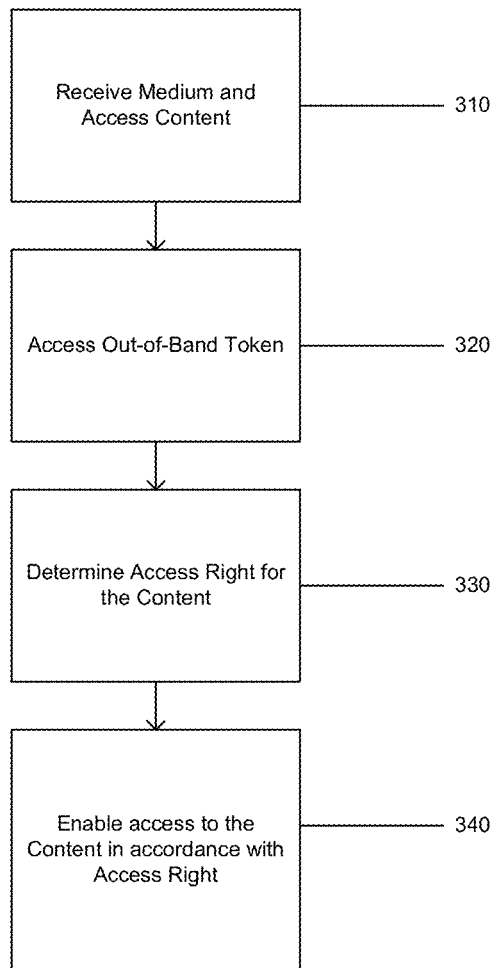 Receive Medium and
Access Content
310
Access Out-of-Band Token
320
Determine Access Right for
the Content
330
Enable access to the
Content in accordance with
Access Right
340